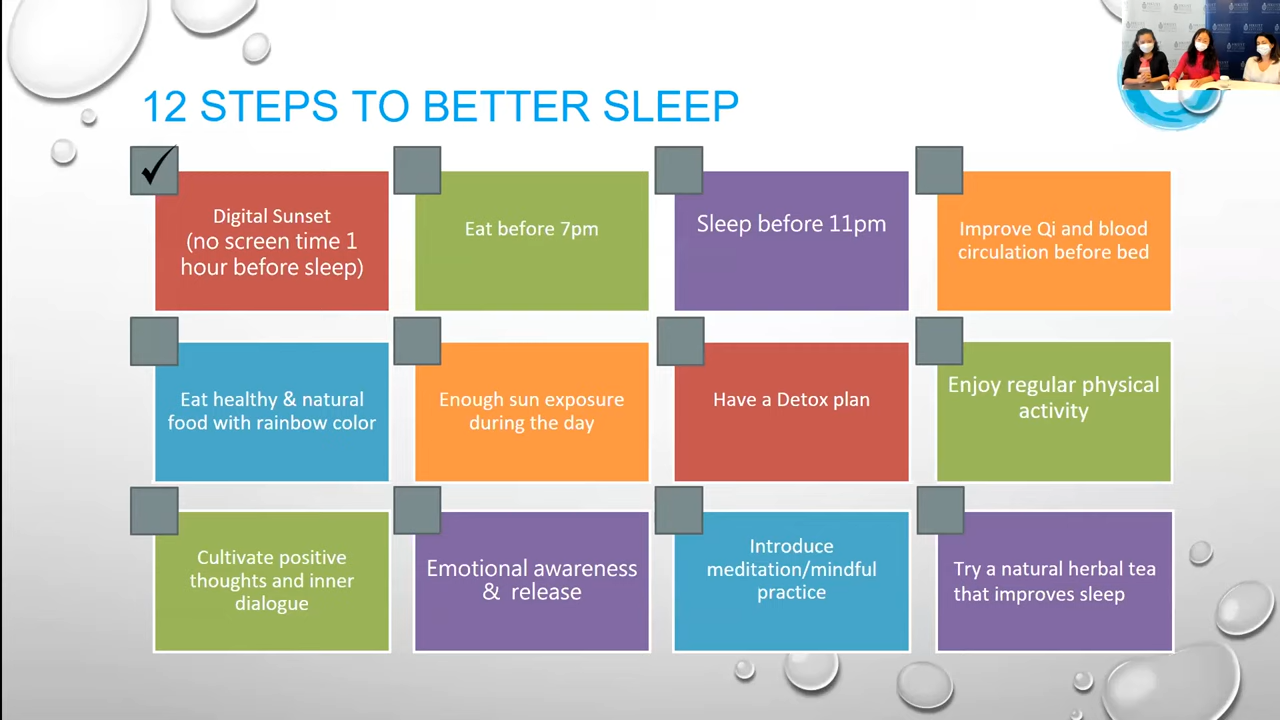 12 STEPS TO BETTER SLEEP
Digital Sunset
(no screen time 1
hour before sleep)
Eat before 7pm
Sleep before 11pm
Improve Qi and blood
circulation before bed
Eat healthy & natural
food with rainbow color
Enough sun exposure
during the day
Have a Detox plan
Enjoy regular physical
activity
Cultivate positive
thoughts and inner
dialogue
Emotional awareness
& release
Introduce
meditation/mindful
practice
Try a natural herbal tea
that improves sleep